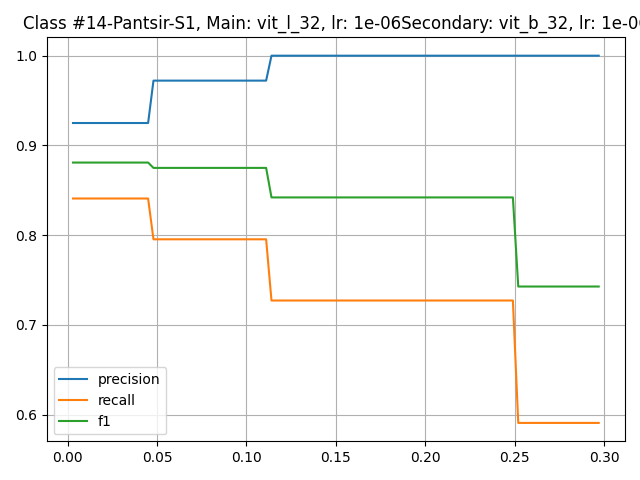 Class #14-Pantsir-S1, Main: vit_l_32, lr: 1e-06Secondary: vit_b_32, lr: 1e-0
1.0
0.9
0.8
0.7
0.6
precision
recall
f1
0.00 0.05 0.10 0.15 0.20 0.25 0.30